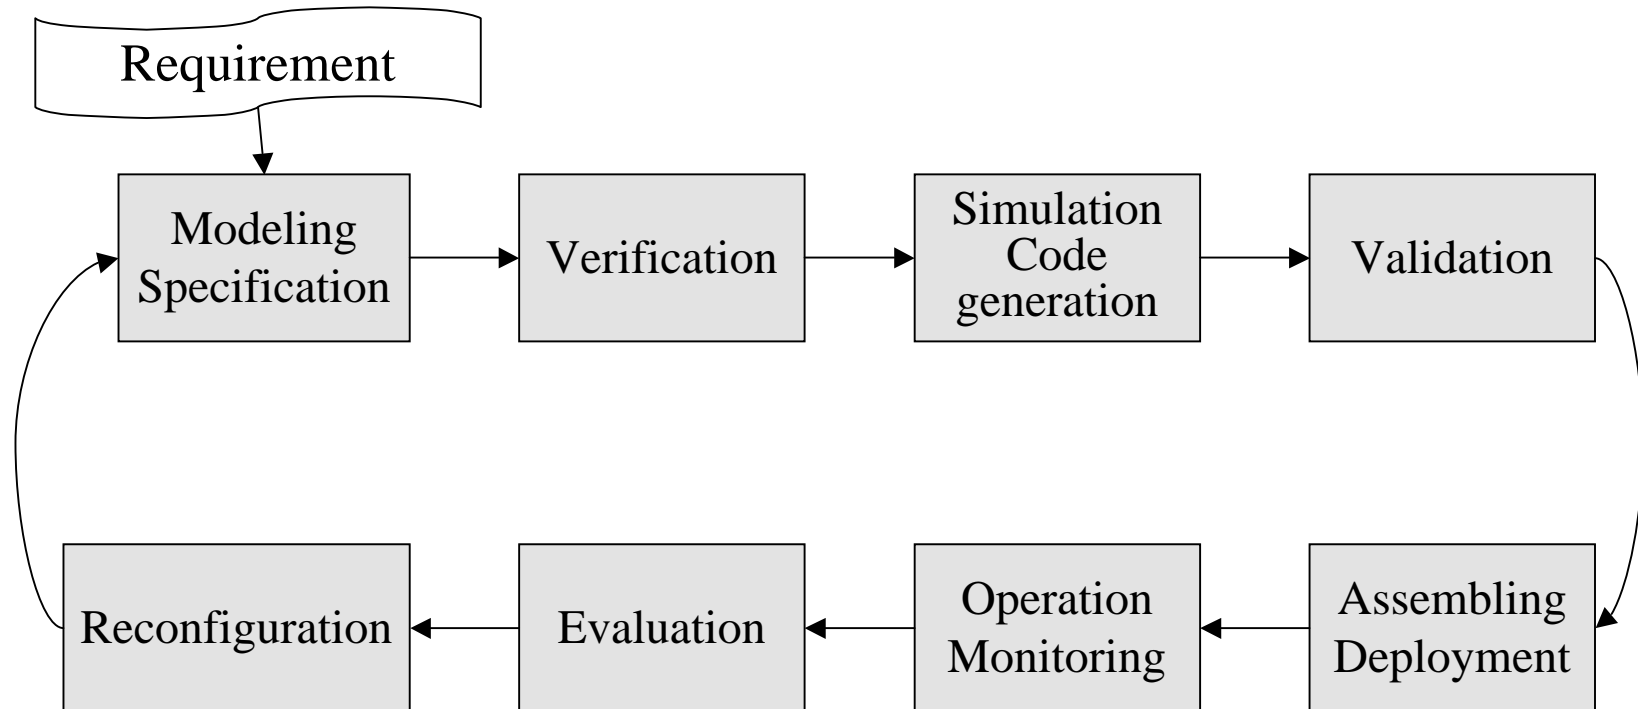 Requirement
Modeling
Specification
Verification
Simulation
Code
generation
Validation
Reconfiguration
Evaluation
Operation
Monitoring
Assembling
Deployment